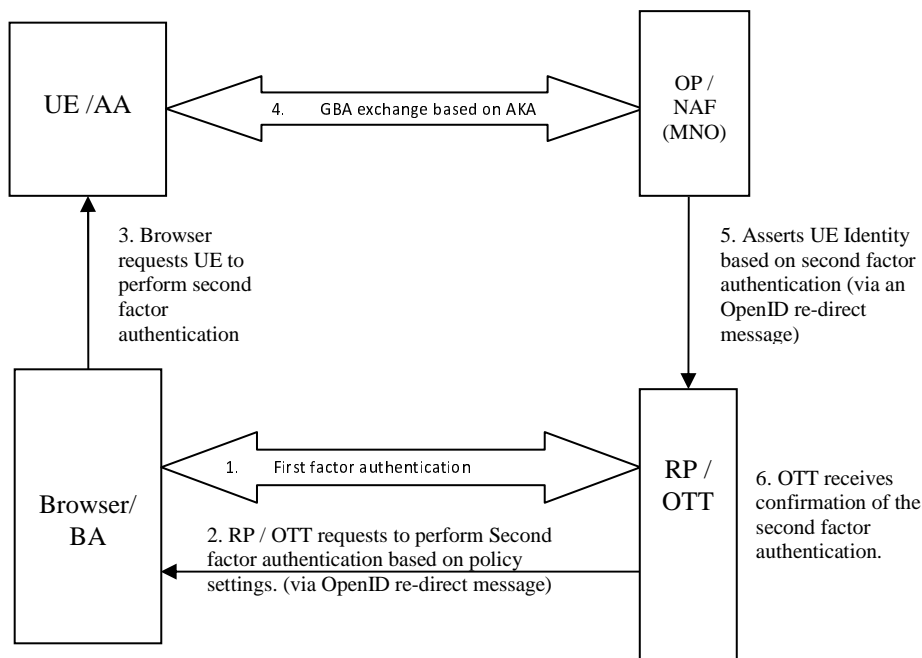 UE /AA
4. GBA exchange based on AKA
OP /
NAF
(MNO)
3. Browser
requests UE to
perform second
factor
authentication
5. Asserts UE Identity
based on second factor
authentication (via an
OpenID re-direct
message)
1. First factor authentication
Browser/
BA
RP /
OTT
2. RP / OTT requests to perform Second
factor authentication based on policy
settings. (via OpenID re-direct message)
6. OTT receives
confirmation of the
second factor
authentication.